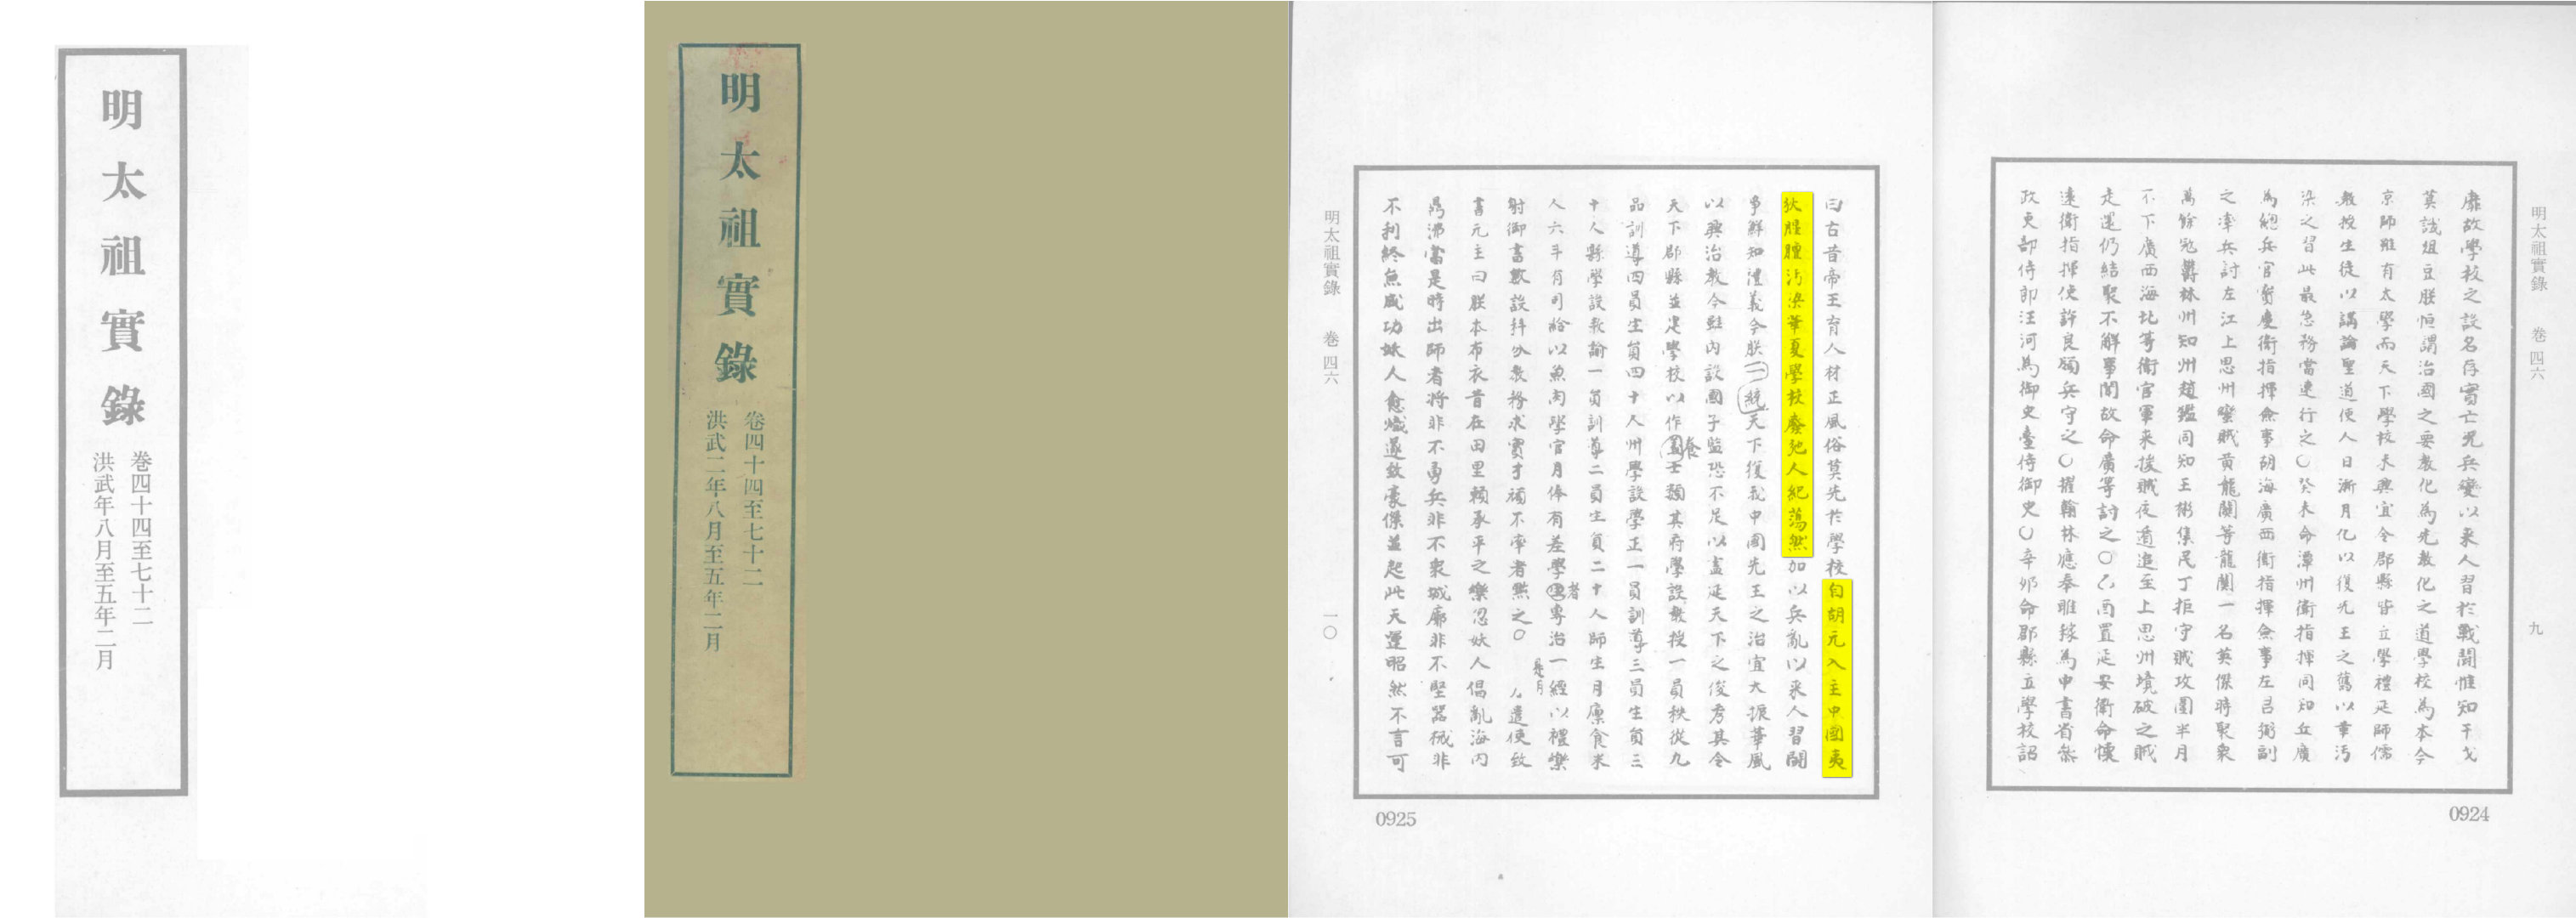 明太祖實錄
卷四十四至七十二
洪武年八月至五年二月
明太祖實錄
卷四十四至七十二
洪武二年八月至五年二月
明太祖實錄 卷四六
九
靡故學校之設名存實亡況兵變以來人習於戰鬪惟知干戈
莫識俎豆朕恒謂治國之要教化為先教化之道學校為本今
京師雖有太學而天下學校未興宜令郡縣皆立學禮延師儒
教授生徒以講論聖道使人日漸月化以復先王之舊以革汚
染之習此最急務當速行之○癸未命潭州衛指揮同知丘廣
為總兵官寶慶衛指揮僉事胡海廣西衛指揮僉事左君弼副
之率兵討左江上思州蠻賊黃龍關等龍關一名英傑時聚衆
萬餘寇鬱林州知州趙鑑同知王彬集民丁拒守賊攻圍半月
不下廣西海北等衛官軍來援賊夜遁追至上思州境破之賊
走還仍結聚不解事聞故命廣等討之○乙酉置延安衛命懷
遠衛指揮使許良領兵守之○擢翰林應奉睢稼為中書省叅
政吏部侍郎汪河為御史臺侍御史○辛卯命郡縣立學校詔
0924
曰古昔帝王育人材正風俗莫先於學校自胡元入主中國夷
狄腥膻汚染華夏學校廢弛人紀蕩然加以兵亂以來人習鬪
爭鮮知禮義今朕一統天下復我中國先王之治宜大振華風
以興治教今雖內設國子監恐不足以盡延天下之俊秀其令
天下郡縣並建學校以作養士類其府學設教授一員秩從九
品訓導四員生員四十人州學設學正一員訓導三員生員三
十人縣學設教諭一員訓導二員生員二十人師生月廩食米
人六斗有司給以魚肉學官月俸有差學者專治一經以禮樂
射御書數設科分教務求實才頑不率者黜之○是月遣使致
書元主曰朕本布衣昔在田里賴承平之樂忽妖人倡亂海內
鼎沸當是時出師者將非不勇兵非不衆城廓非不堅器械非
不利終無成功妖人愈熾遂致豪傑並起此天運昭然不言可
明太祖實錄 卷四六
一〇
0925